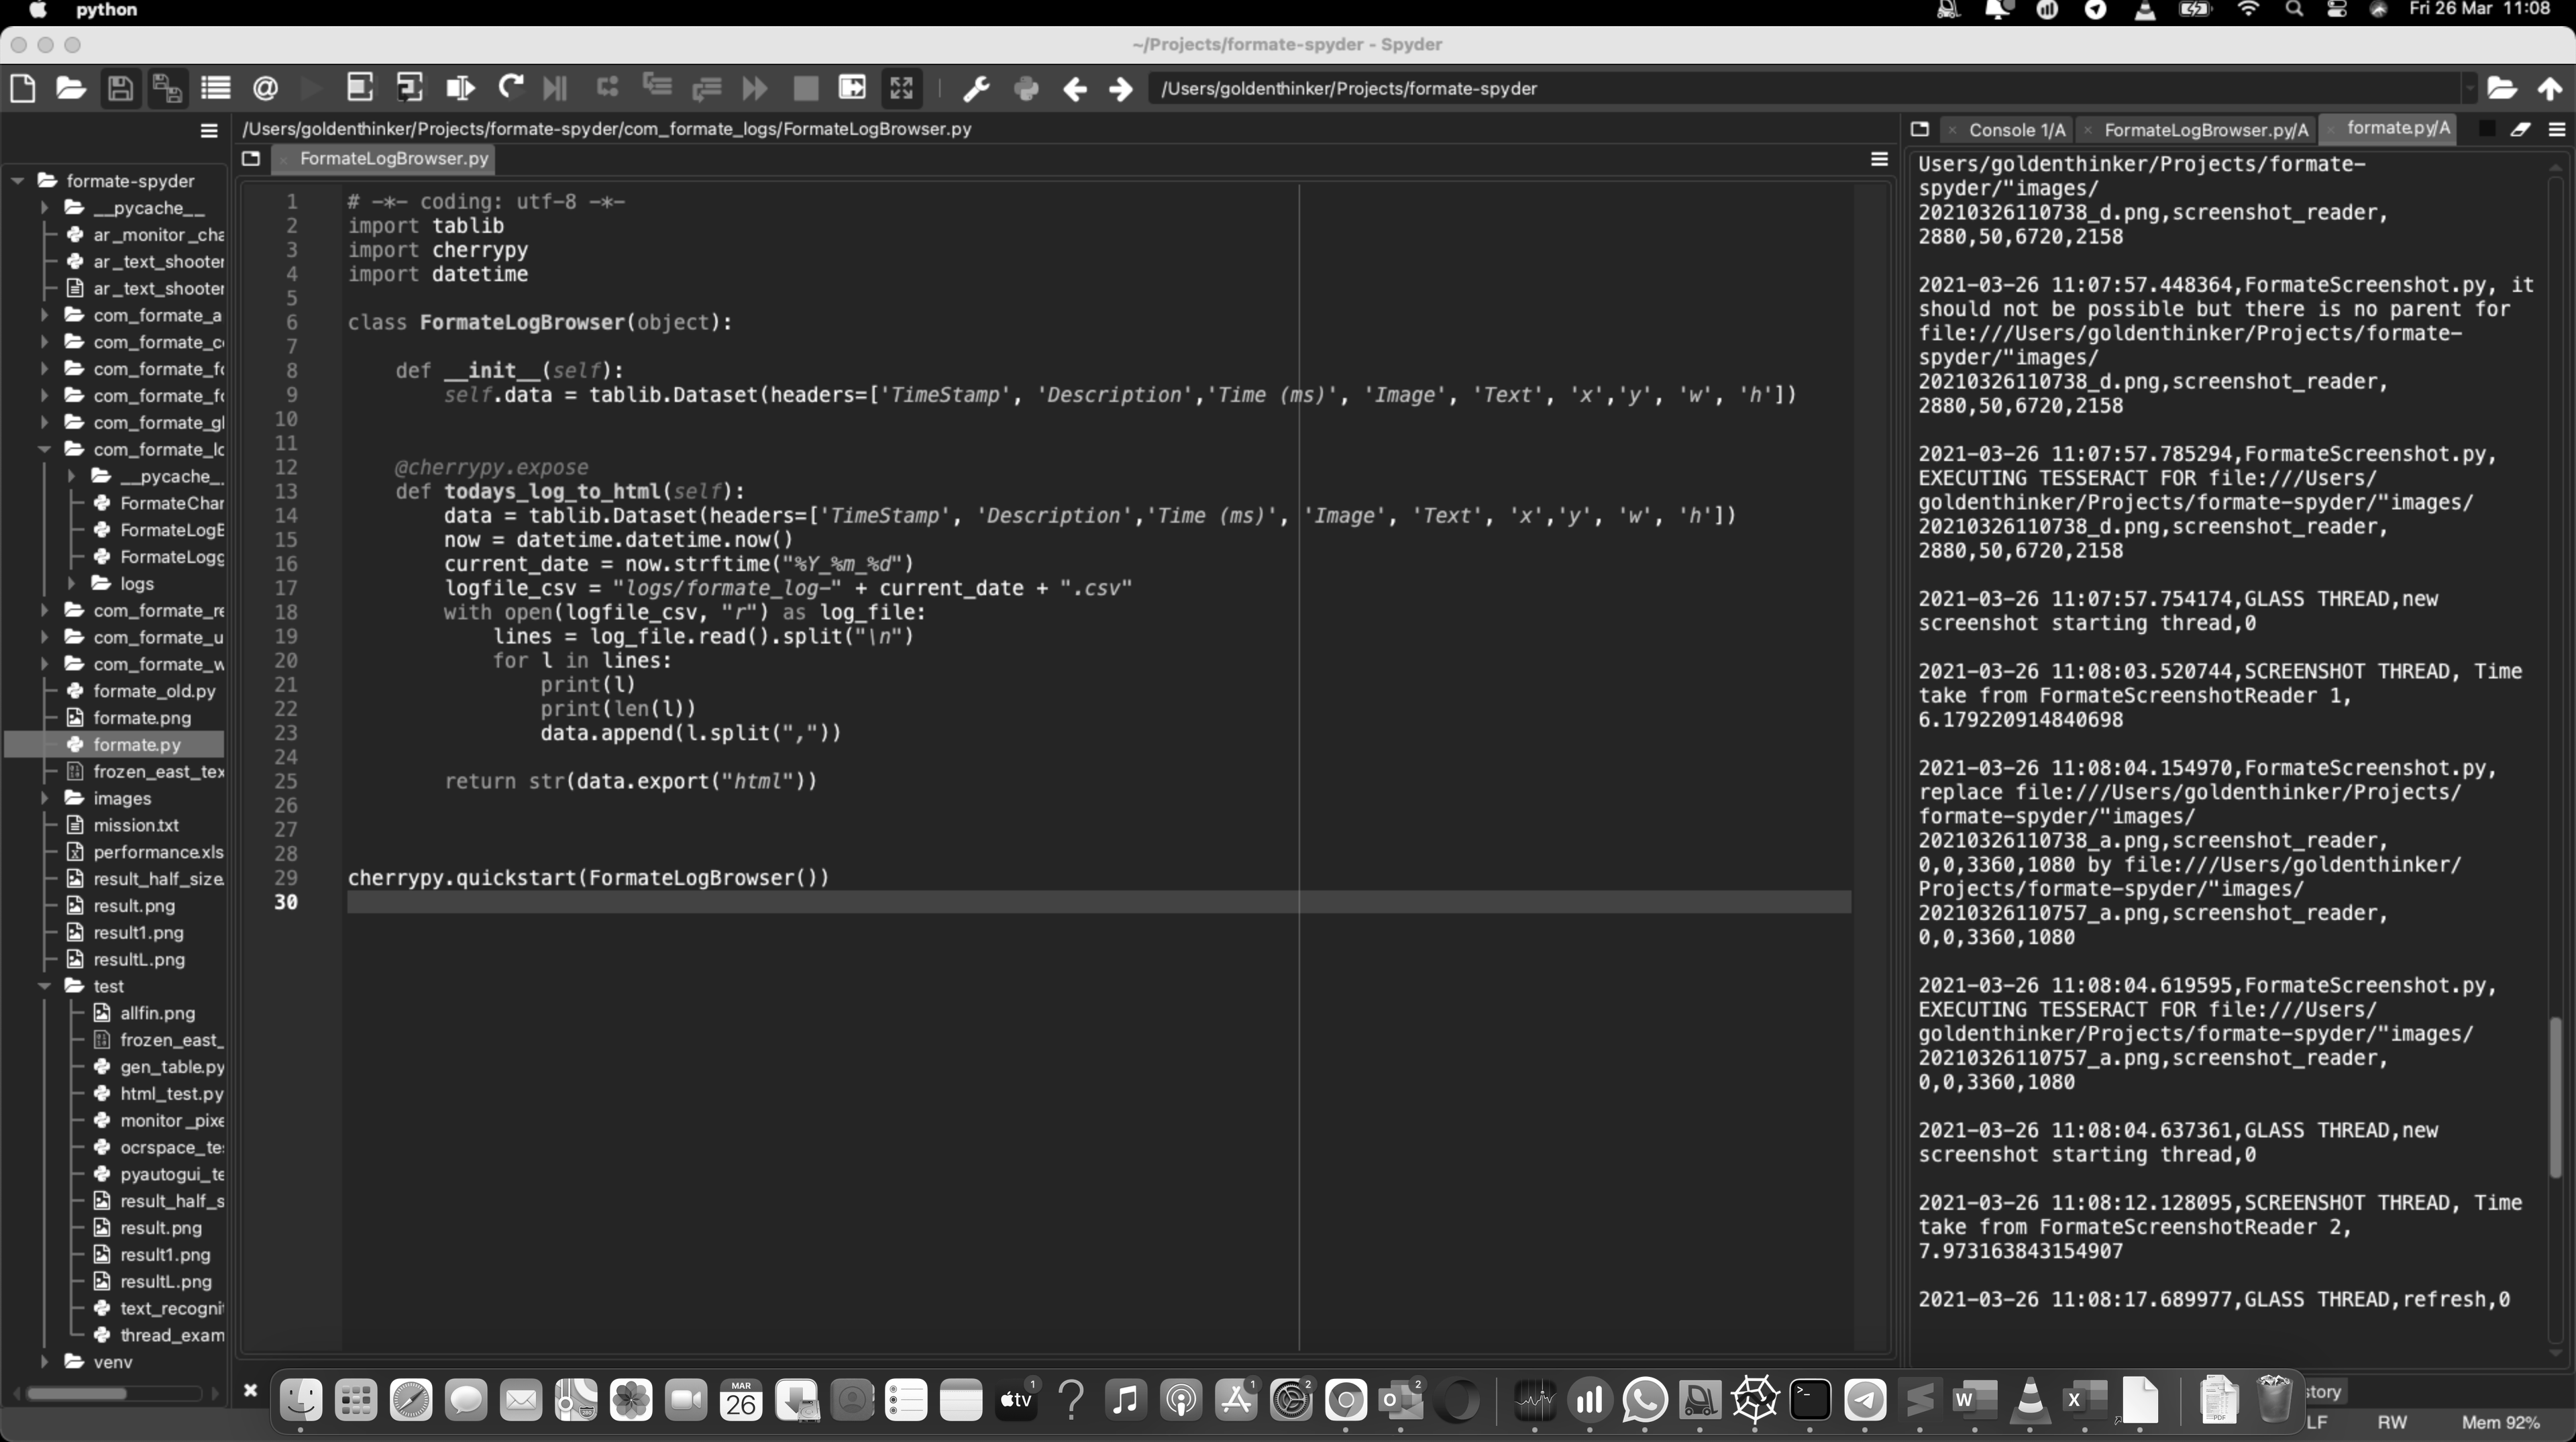 python
Fri 26 Mar 11:08
~/Projects/formate-spyder - Spyder
/Users/goldenthinker/Projects/formate-spyder
/Users/goldenthinker/Projects/formate-spyder/com_formate_logs/FormateLogBrowser.py
FormateLogBrowser.py
formate-spyder
__pycache__
ar_monitor_cha
ar_text_shooter
ar_text_shooter
com_formate_a
com_formate_c
com_formate_fo
com_formate_fo
com_formate_gl
com_formate_lo
__pycache_
FormateChar
FormateLogB
FormateLogg
logs
com_formate_re
com_formate_u
com_formate_w
formate_old.py
formate.png
formate.py
frozen_east_tex
images
mission.txt
performance.xls
result_half_size
result.png
result1.png
resultL.png
test
allfin.png
frozen_east_
gen_table.py
html_test.py
monitor_pixe
ocrspace_te
pyautogui_te
result_half_s
result.png
result1.png
resultL.png
text_recogni
thread_exam
venv
1 # -*- coding: utf-8 -*-
2 import tablib
3 import cherrypy
4 import datetime
5
6 class FormateLogBrowser(object):
7
8 def __init__(self):
9 self.data = tablib.Dataset(headers=['TimeStamp', 'Description','Time (ms)', 'Image', 'Text', 'x','y', 'w', 'h'])
10
11
12 @cherrypy.expose
13 def todays_log_to_html(self):
14 data = tablib.Dataset(headers=['TimeStamp', 'Description','Time (ms)', 'Image', 'Text', 'x','y', 'w', 'h'])
15 now = datetime.datetime.now()
16 current_date = now.strftime("%Y_%m_%d")
17 logfile_csv = "logs/formate_log-" + current_date + ".csv"
18 with open(logfile_csv, "r") as log_file:
19 lines = log_file.read().split("\n")
20 for l in lines:
21 print(l)
22 print(len(l))
23 data.append(l.split(","))
24
25 return str(data.export("html"))
26
27
28
29 cherrypy.quickstart(FormateLogBrowser())
30
Console 1/A
FormateLogBrowser.py/A
formate.py/A
Users/goldenthinker/Projects/formate-
spyder/"images/
20210326110738_d.png,screenshot_reader,
2880,50,6720,2158
2021-03-26 11:07:57.448364,FormateScreenshot.py, it
should not be possible but there is no parent for
file:///Users/goldenthinker/Projects/formate-
spyder/"images/
20210326110738_d.png,screenshot_reader,
2880,50,6720,2158
2021-03-26 11:07:57.785294,FormateScreenshot.py,
EXECUTING TESSERACT FOR file:///Users/
goldenthinker/Projects/formate-spyder/"images/
20210326110738_d.png,screenshot_reader,
2880,50,6720,2158
2021-03-26 11:07:57.754174,GLASS THREAD,new
screenshot starting thread,0
2021-03-26 11:08:03.520744,SCREENSHOT THREAD, Time
take from FormateScreenshotReader 1,
6.179220914840698
2021-03-26 11:08:04.154970,FormateScreenshot.py,
replace file:///Users/goldenthinker/Projects/
formate-spyder/"images/
20210326110738_a.png,screenshot_reader,
0,0,3360,1080 by file:///Users/goldenthinker/
Projects/formate-spyder/"images/
20210326110757_a.png,screenshot_reader,
0,0,3360,1080
2021-03-26 11:08:04.619595,FormateScreenshot.py,
EXECUTING TESSERACT FOR file:///Users/
goldenthinker/Projects/formate-spyder/"images/
20210326110757_a.png,screenshot_reader,
0,0,3360,1080
2021-03-26 11:08:04.637361,GLASS THREAD,new
screenshot starting thread,0
2021-03-26 11:08:12.128095,SCREENSHOT THREAD, Time
take from FormateScreenshotReader 2,
7.973163843154907
2021-03-26 11:08:17.689977,GLASS THREAD,refresh,0
MAR
26
tv
1
1
2
2
W
X
PDF
story
LF
RW
Mem 92%